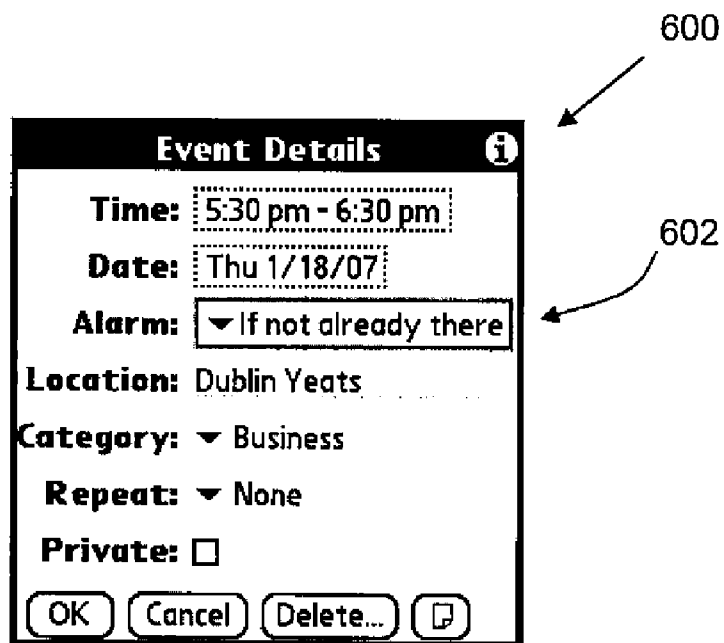 600
Event Details
Time: 5:30 pm - 6:30 pm
602
Date: Thu 1/18/07
Alarm: If not already there
Location: Dublin Yeats
Category: Business
Repeat: None
Private:
OK Cancel Delete...